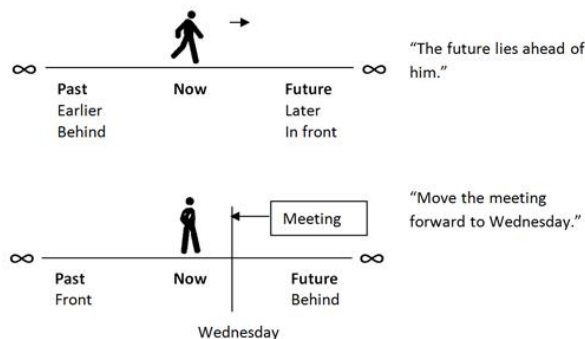 "The future lies ahead of
him."
∞ ∞
Past Now Future
Earlier Later
Behind In front
"Move the meeting
forward to Wednesday."
Meeting
∞ ∞
Past Now Future
Front Behind
Wednesday